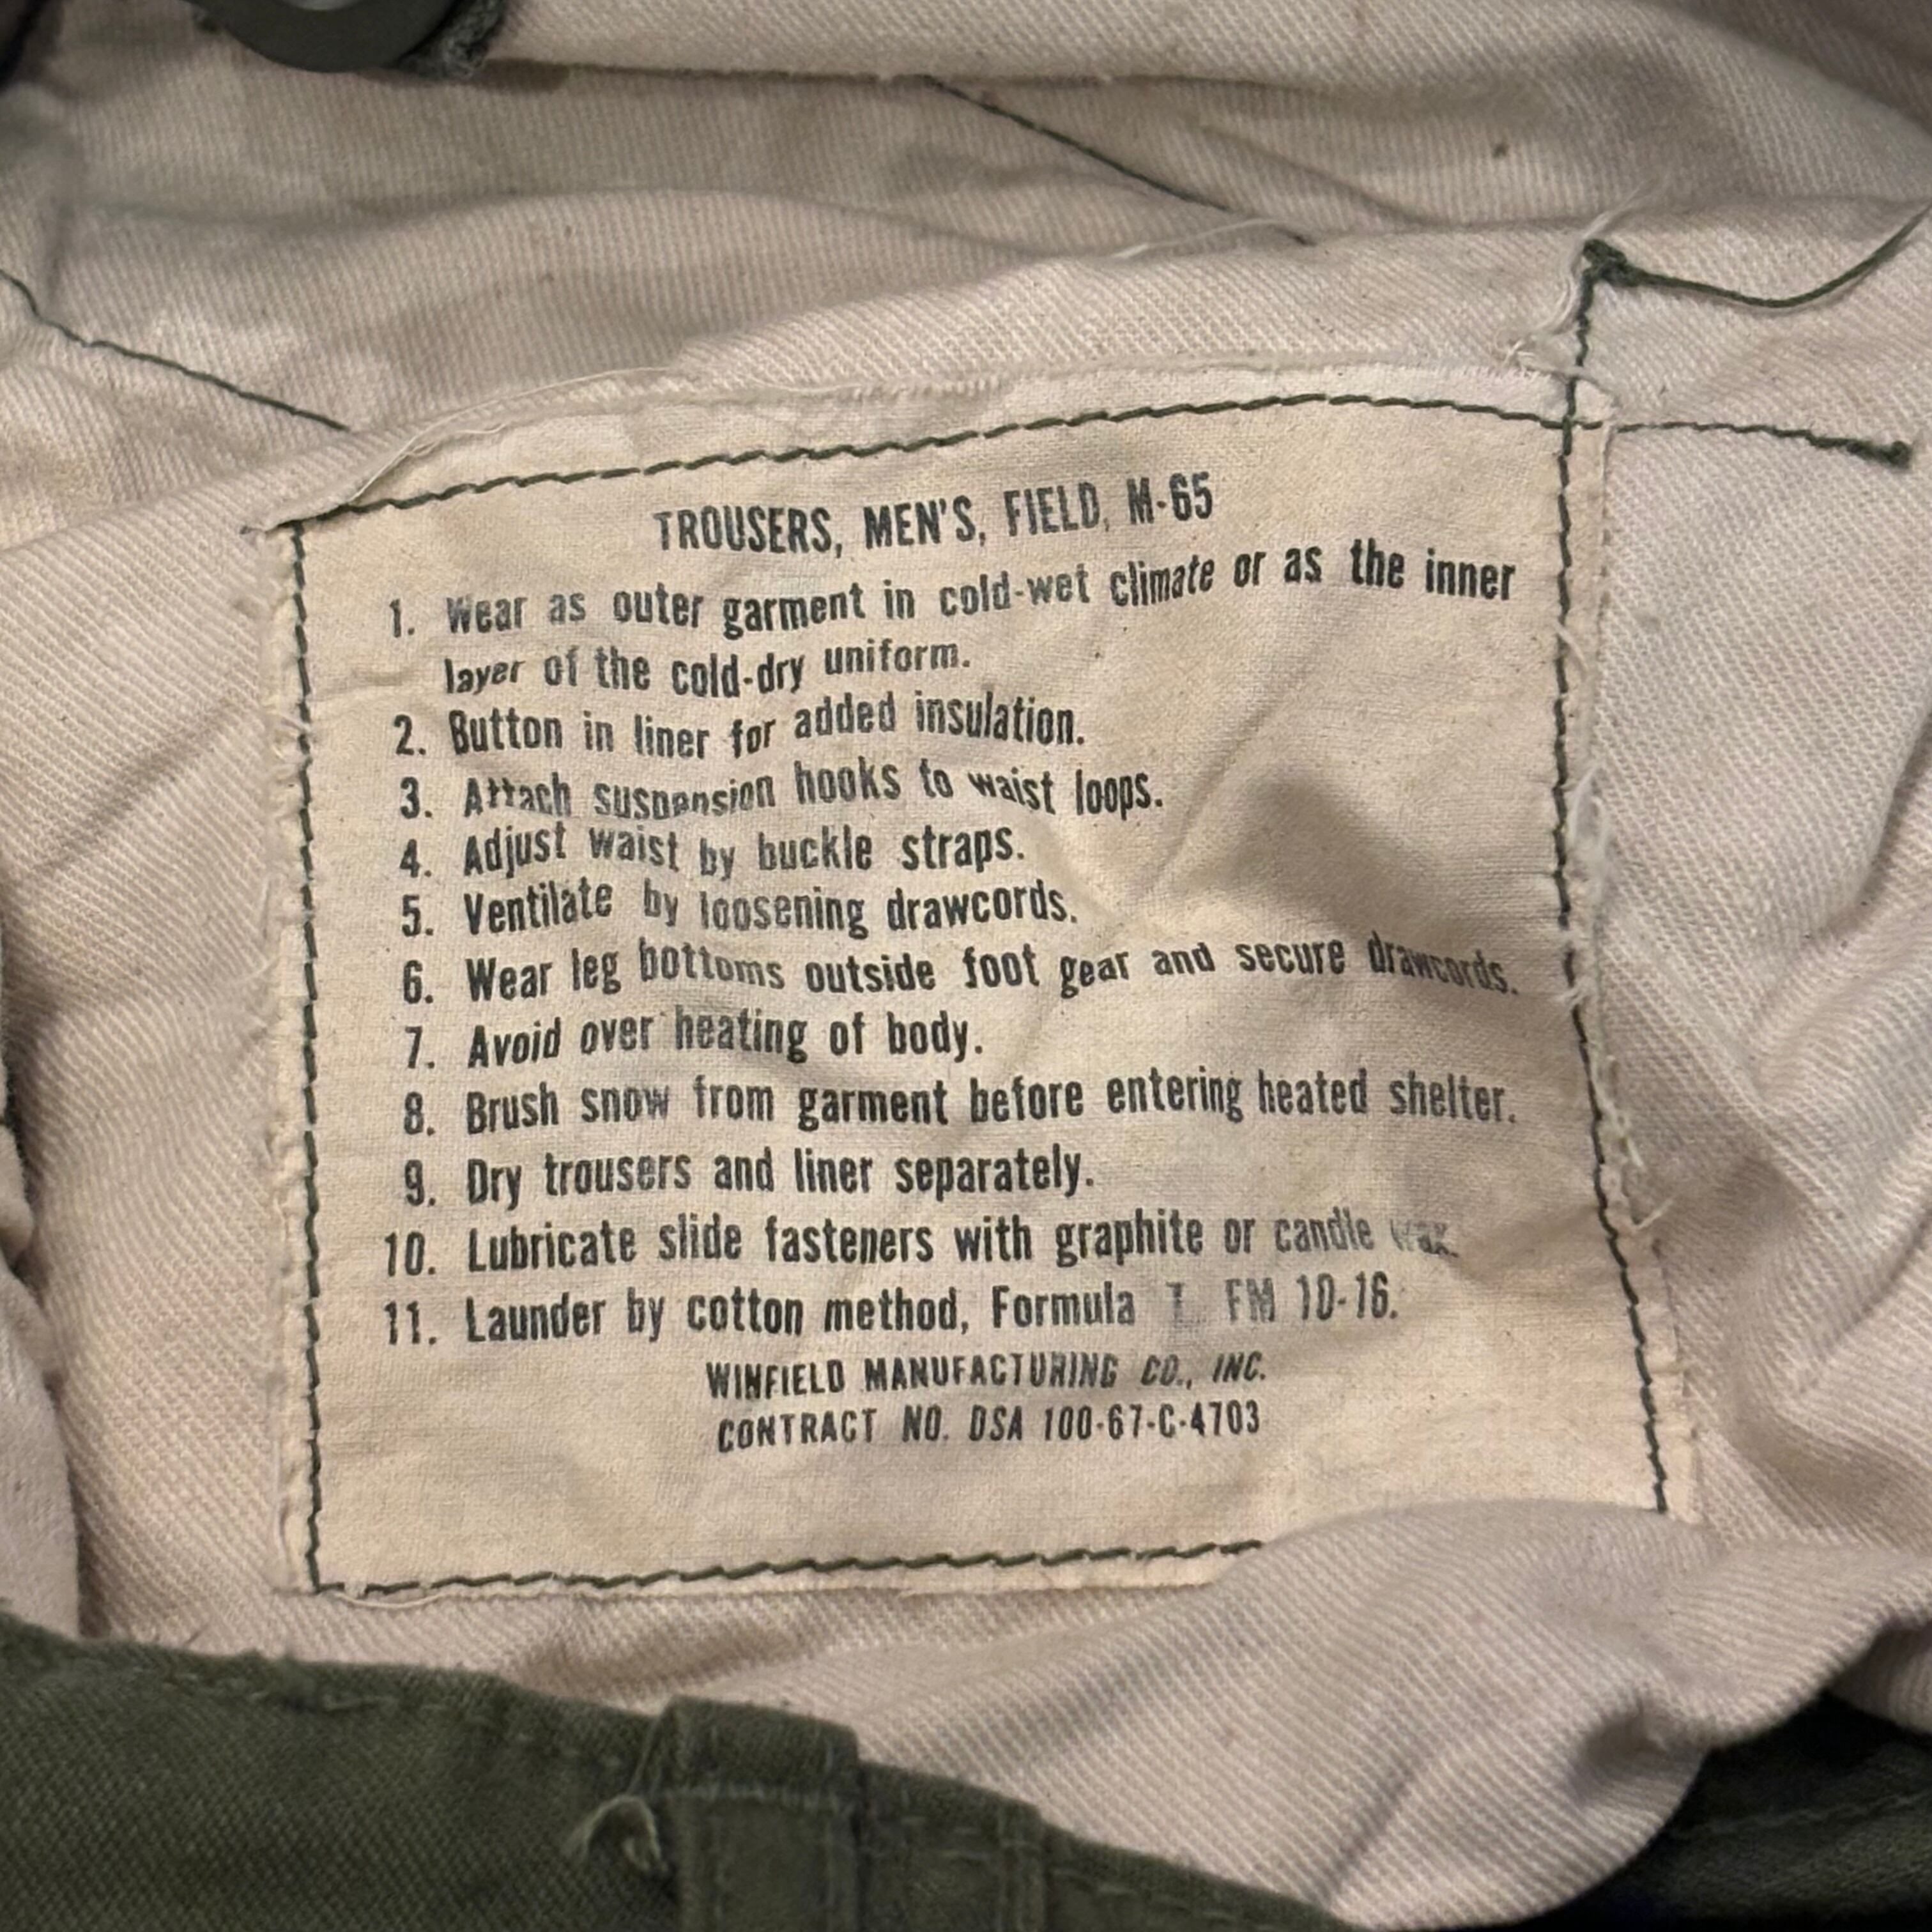 TROUSERS, MEN'S, FIELD, M-65
1. Wear as outer garment in cold-wet climate or as the inner
layer of the cold-dry uniform.
2. Button in liner for added insulation.
3. Attach suspension hooks to waist loops.
4. Adjust waist by buckle straps.
5. Ventilate by loosening drawcords.
6. Wear leg bottoms outside foot gear and secure drawcords.
7. Avoid over heating of body.
8. Brush snow from garment before entering heated shelter.
9. Dry trousers and liner separately.
10. Lubricate slide fasteners with graphite or candle wax.
11. Launder by cotton method, Formula I FM 10-16.
WINFIELD MANUFACTURING CO., INC.
CONTRACT NO. DSA 100-67-C-4703